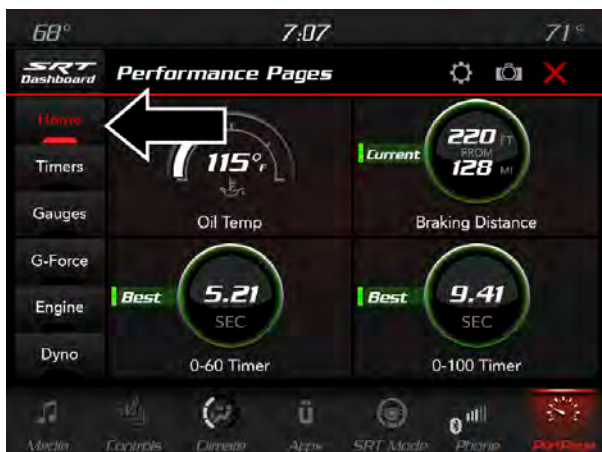 68° 7:07 71°
SRT
Dashboard
Performance Pages
Home
Timers
Gauges
G-Force
Engine
Dyno
115°F
Oil Temp
Current
220 FT
FROM
128 MI
Braking Distance
Best
5.21
SEC
0-60 Timer
Best
9.41
SEC
0-100 Timer
Media Controls Climate Apps SRT Mode Phone